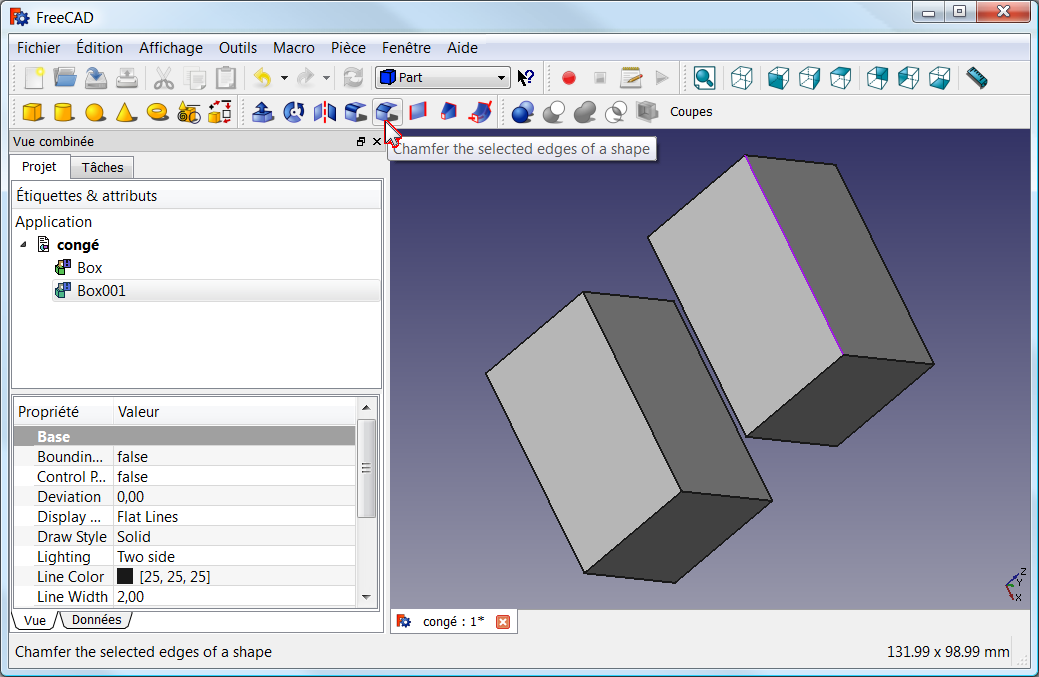 FreeCAD
Fichier Édition Affichage Outils Macro Pièce Fenêtre Aide
Part
Coupes
Vue combinée
Chamfer the selected edges of a shape
Projet Tâches
Étiquettes & attributs
Application
congé
Box
Box001
Propriété Valeur
Base
Boundin... false
Control P... false
Deviation 0,00
Display ... Flat Lines
Draw Style Solid
Lighting Two side
Line Color [25, 25, 25]
Line Width 2,00
Z
Y
X
Vue Données
congé : 1*
Chamfer the selected edges of a shape 131.99 x 98.99 mm